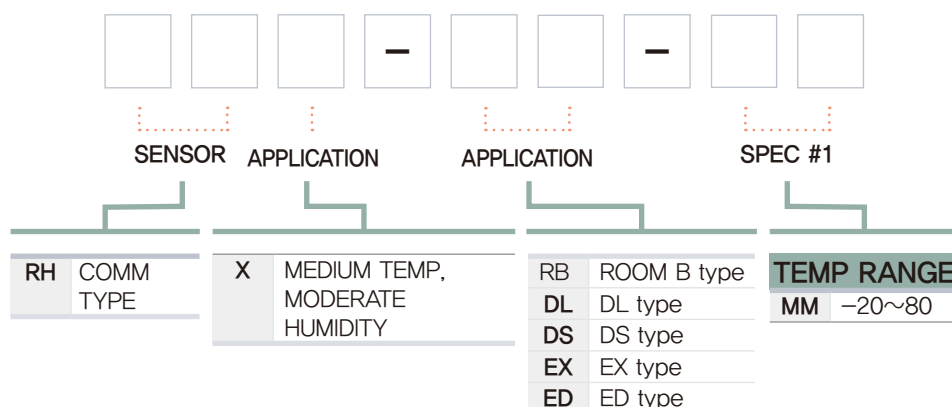 – –
SENSOR APPLICATION APPLICATION SPEC #1
RH COMM
TYPE
X MEDIUM TEMP,
MODERATE
HUMIDITY
RB ROOM B type
DL DL type
DS DS type
EX EX type
ED ED type
TEMP RANGE
MM −20～80